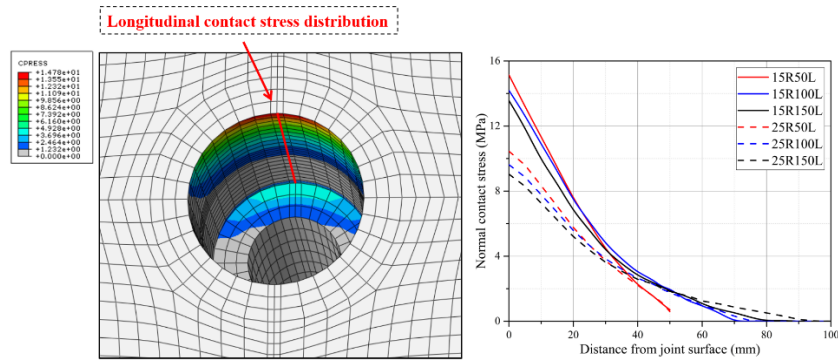 Longitudinal contact stress distribution
CPRESS
+1.478e+01
+1.355e+01
+1.232e+01
+1.109e+01
+9.856e+00
+8.624e+00
+7.392e+00
+6.160e+00
+4.928e+00
+3.696e+00
+2.464e+00
+1.232e+00
+0.000e+00
Normal contact stress (MPa)
16
12
8
4
0
15R50L
15R100L
15R150L
25R50L
25R100L
25R150L
0 20 40 60 80 100
Distance from joint surface (mm)